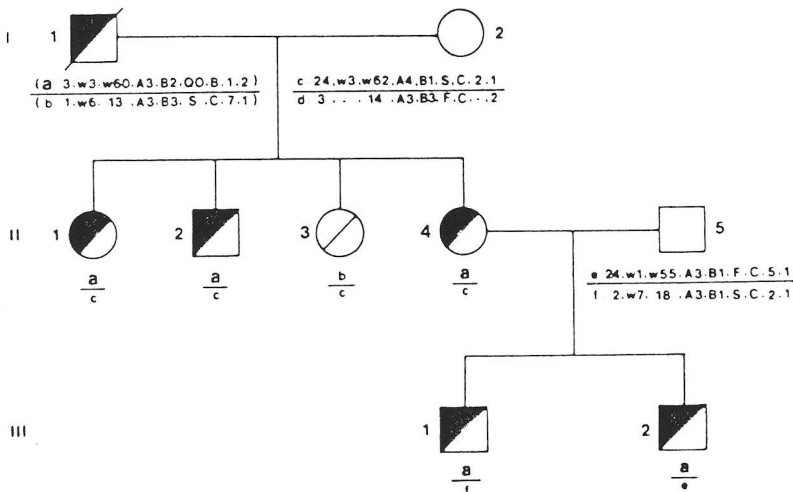 I 1 2
(a 3.w3.w60.A3.B2.Q0.B.1.2) c 24.w3.w62.A4.B1.S.C.2.1
(b 1.w6. 13 .A3.B3. S .C.7.1) d 3 . . . 14 .A3.B3.F.C. . .2
II 1 2 3 4 5
a a b a e 24.w1.w55.A3.B1.F.C.5.1
c c c c f 2.w7. 18 .A3.B1.S.C.2.1
III 1 2
a a
f e